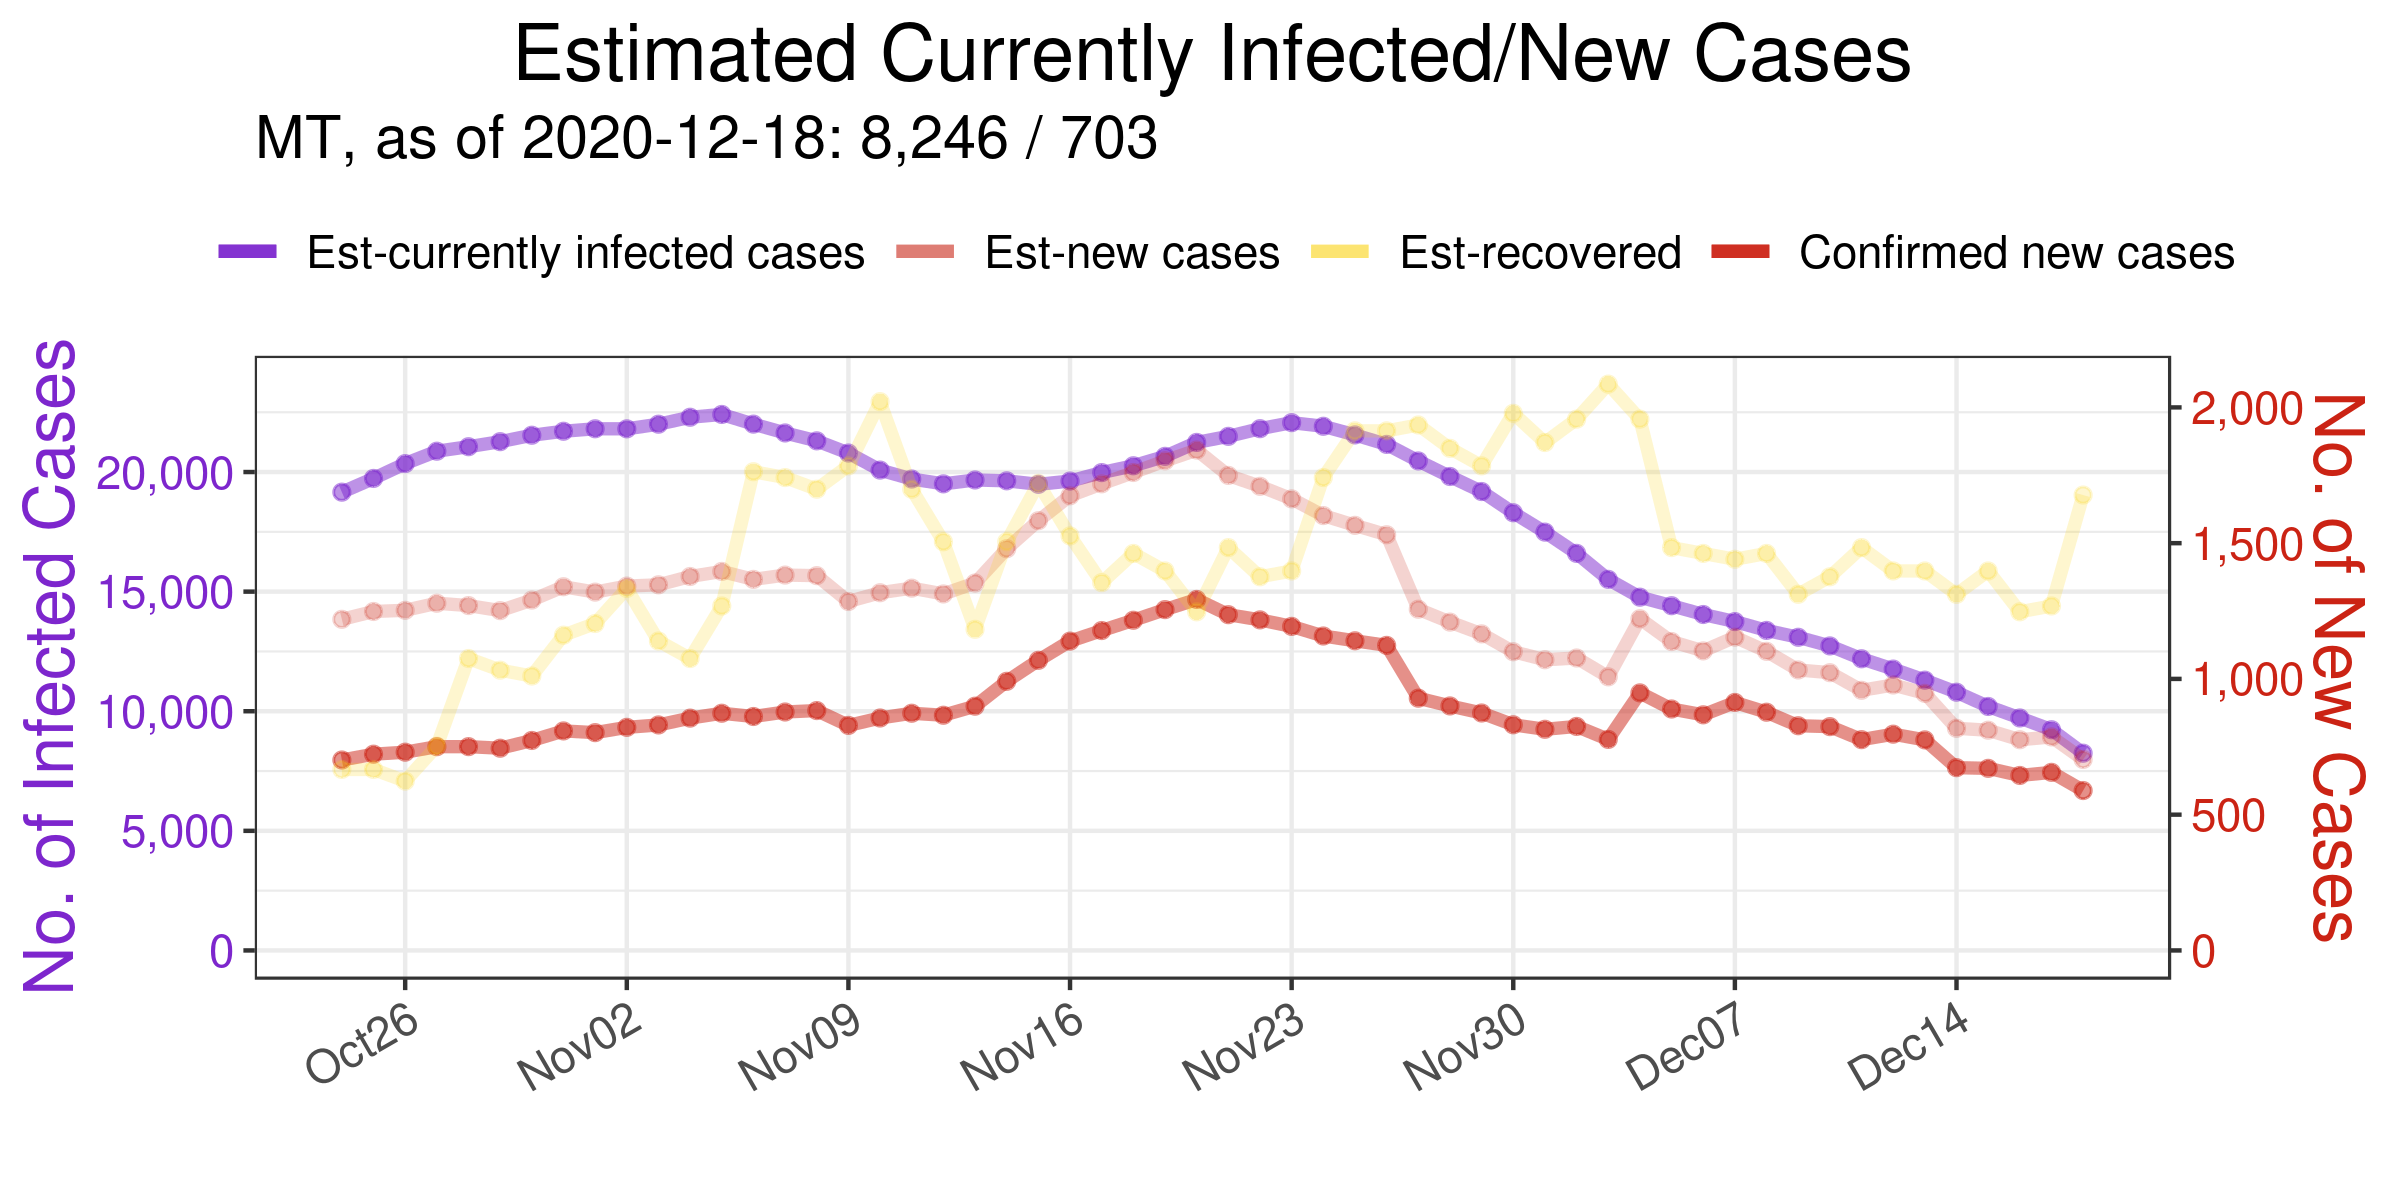 Estimated Currently Infected/New Cases
MT, as of 2020-12-18: 8,246 / 703
Est-currently infected cases Est-new cases Est-recovered Confirmed new cases
No. of Infected Cases
20,000
15,000
10,000
5,000
0
2,000
1,500
1,000
500
0
No. of New Cases
Oct26 Nov02 Nov09 Nov16 Nov23 Nov30 Dec07 Dec14